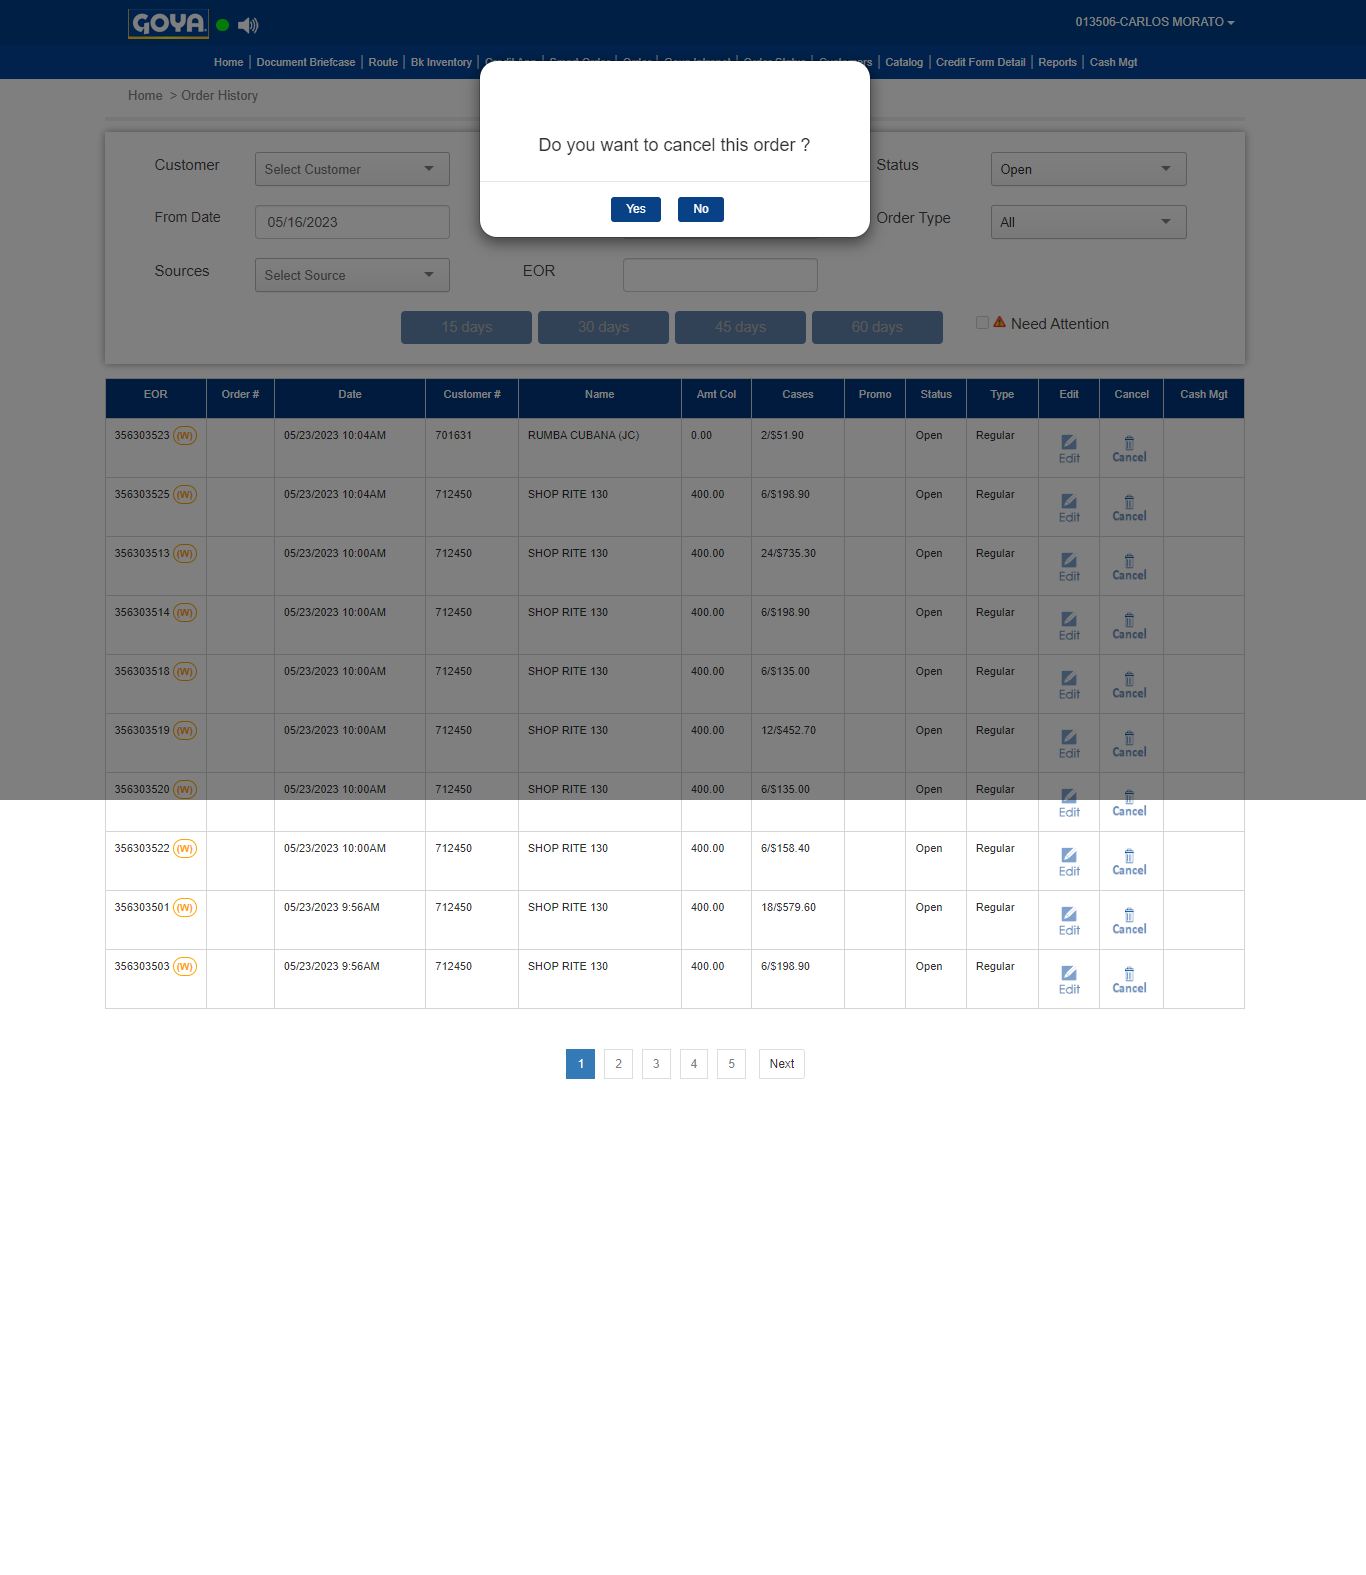 GOYA
013506-CARLOS MORATO
Home | Document Briefcase | Route | Bk Inventory | Credit App | Smart Order | Order | Goya Intranet | Order Status | Customers | Catalog | Credit Form Detail | Reports | Cash Mgt
Home > Order History
Do you want to cancel this order ?
Yes No
Customer Select Customer Status Open
From Date 05/16/2023 Order Type All
Sources Select Source EOR
15 days 30 days 45 days 60 days Need Attention
EOR Order # Date Customer # Name Amt Col Cases Promo Status Type Edit Cancel Cash Mgt
356303523 (W) 05/23/2023 10:04AM 701631 RUMBA CUBANA (JC) 0.00 2/$51.90 Open Regular Edit Cancel
356303525 (W) 05/23/2023 10:04AM 712450 SHOP RITE 130 400.00 6/$198.90 Open Regular Edit Cancel
356303513 (W) 05/23/2023 10:00AM 712450 SHOP RITE 130 400.00 24/$735.30 Open Regular Edit Cancel
356303514 (W) 05/23/2023 10:00AM 712450 SHOP RITE 130 400.00 6/$198.90 Open Regular Edit Cancel
356303518 (W) 05/23/2023 10:00AM 712450 SHOP RITE 130 400.00 6/$135.00 Open Regular Edit Cancel
356303519 (W) 05/23/2023 10:00AM 712450 SHOP RITE 130 400.00 12/$452.70 Open Regular Edit Cancel
356303520 (W) 05/23/2023 10:00AM 712450 SHOP RITE 130 400.00 6/$135.00 Open Regular Edit Cancel
356303522 (W) 05/23/2023 10:00AM 712450 SHOP RITE 130 400.00 6/$158.40 Open Regular Edit Cancel
356303501 (W) 05/23/2023 9:56AM 712450 SHOP RITE 130 400.00 18/$579.60 Open Regular Edit Cancel
356303503 (W) 05/23/2023 9:56AM 712450 SHOP RITE 130 400.00 6/$198.90 Open Regular Edit Cancel
1 2 3 4 5 Next